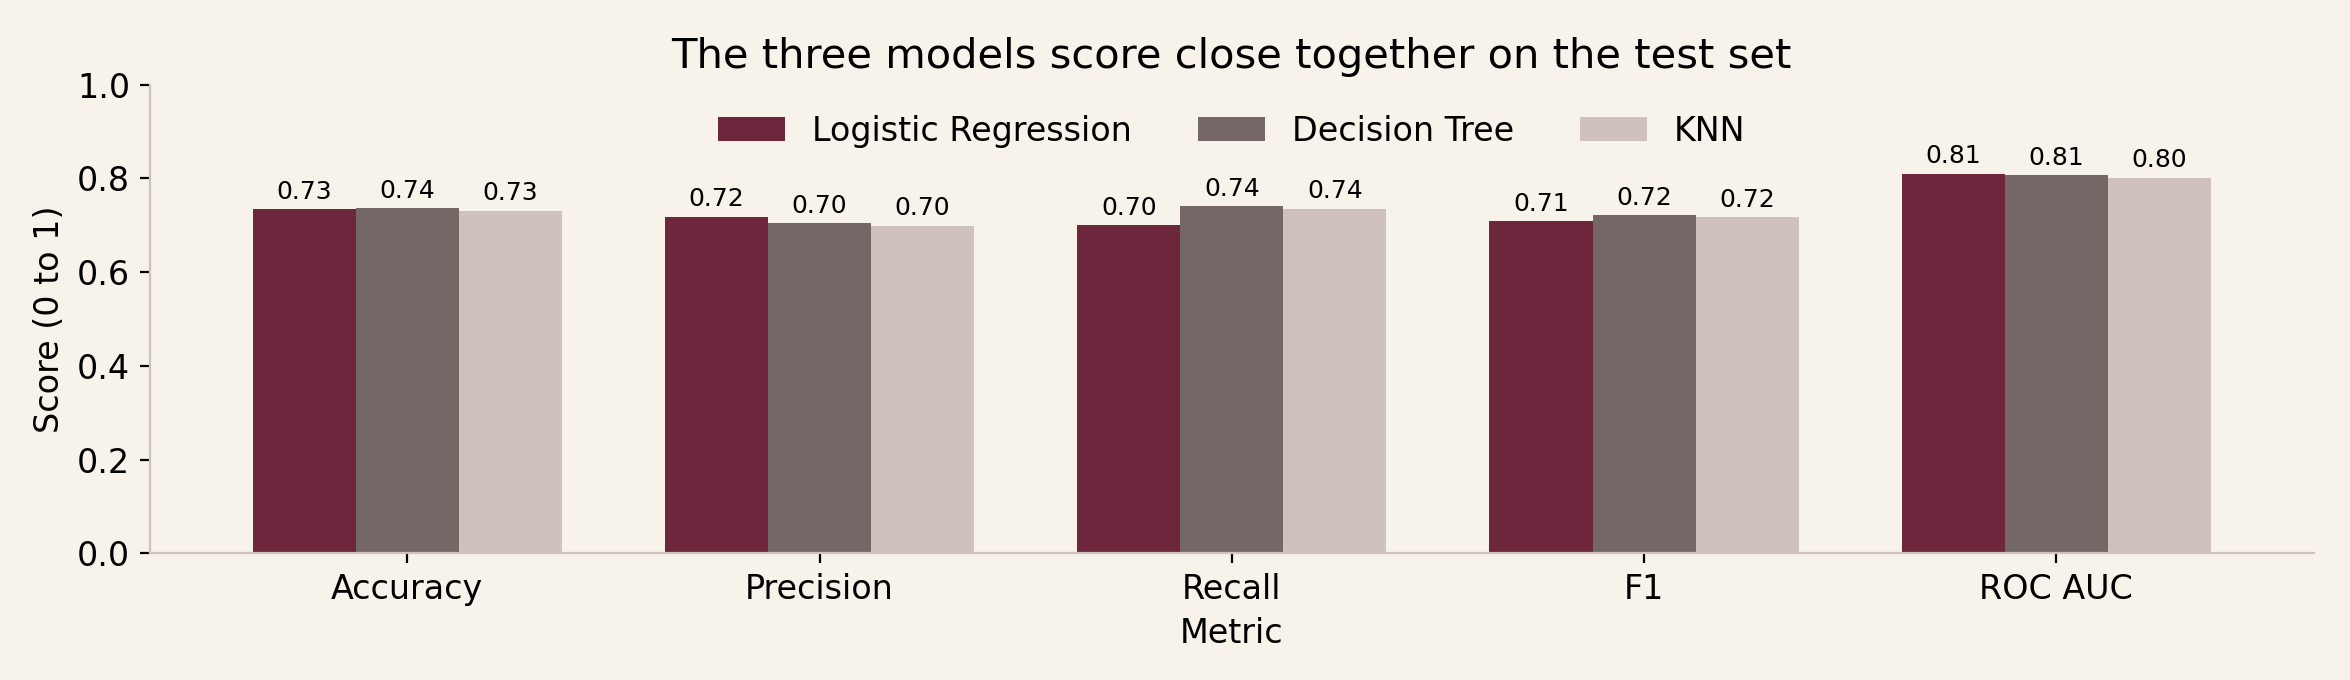 The three models score close together on the test set
Logistic Regression Decision Tree KNN
Score (0 to 1)
1.0
0.8
0.6
0.4
0.2
0.0
0.73 0.74 0.73
0.72 0.70 0.70
0.70 0.74 0.74
0.71 0.72 0.72
0.81 0.81 0.80
Accuracy Precision Recall F1 ROC AUC
Metric